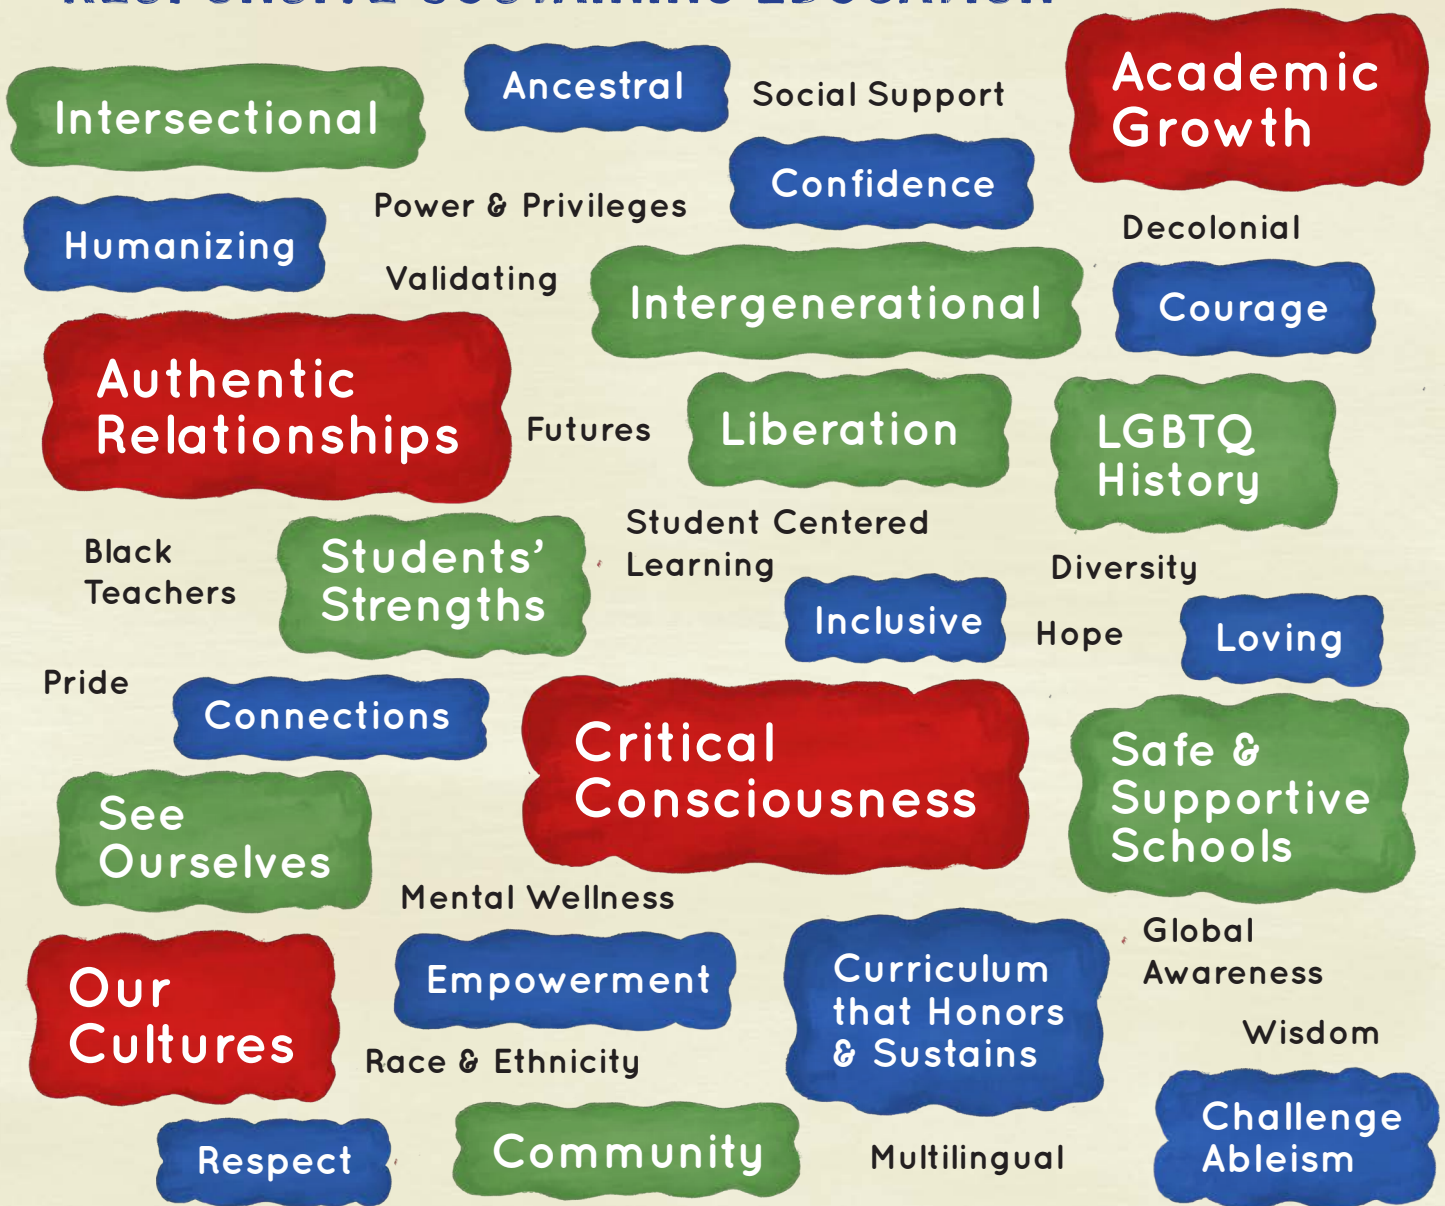 RESPONSIVE-SUSTAINING EDUCATION
Intersectional
Ancestral
Social Support
Academic
Growth
Confidence
Humanizing
Power & Privileges
Decolonial
Validating
Intergenerational
Courage
Authentic
Relationships
Futures
Liberation
LGBTQ
History
Black
Teachers
Students’
Strengths
Student Centered
Learning
Diversity
Inclusive
Hope
Loving
Pride
Connections
Critical
Consciousness
Safe &
Supportive
Schools
See
Ourselves
Mental Wellness
Our
Cultures
Empowerment
Curriculum
that Honors
& Sustains
Global
Awareness
Wisdom
Race & Ethnicity
Respect
Community
Multilingual
Challenge
Ableism